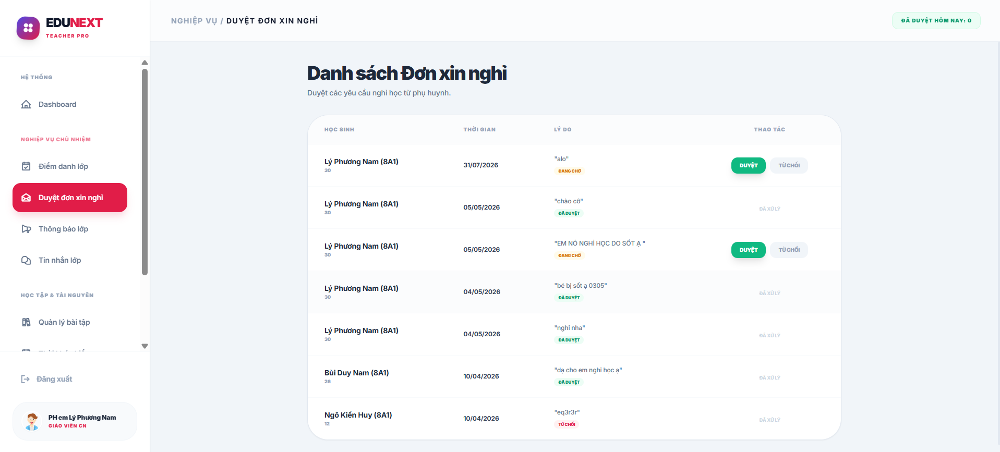 EDUNEXT
TEACHER PRO
HỆ THỐNG
Dashboard
NGHIỆP VỤ CHỦ NHIỆM
Điểm danh lớp
Duyệt đơn xin nghỉ
Thông báo lớp
Tin nhắn lớp
HỌC TẬP & TÀI NGUYÊN
Quản lý bài tập
Đăng xuất
PH em Lý Phương Nam
GIÁO VIÊN CN
NGHIỆP VỤ / DUYỆT ĐƠN XIN NGHỈ
ĐÃ DUYỆT HÔM NAY: 0
Danh sách Đơn xin nghỉ
Duyệt các yêu cầu nghỉ học từ phụ huynh.
HỌC SINH THỜI GIAN LÝ DO THAO TÁC
Lý Phương Nam (8A1)
30
31/07/2026
"alo"
ĐANG CHỜ
DUYỆT TỪ CHỐI
Lý Phương Nam (8A1)
30
05/05/2026
"chào cô"
ĐÃ DUYỆT
ĐÃ XỬ LÝ
Lý Phương Nam (8A1)
30
05/05/2026
"EM NÓ NGHỈ HỌC DO SỐT Ạ "
ĐANG CHỜ
DUYỆT TỪ CHỐI
Lý Phương Nam (8A1)
30
04/05/2026
"bé bị sốt ạ 0305"
ĐÃ DUYỆT
ĐÃ XỬ LÝ
Lý Phương Nam (8A1)
30
04/05/2026
"nghỉ nha"
ĐÃ DUYỆT
ĐÃ XỬ LÝ
Bùi Duy Nam (8A1)
26
10/04/2026
"dạ cho em nghỉ học ạ"
ĐÃ DUYỆT
ĐÃ XỬ LÝ
Ngô Kiến Huy (8A1)
12
10/04/2026
"eq3r3r"
TỪ CHỐI
ĐÃ XỬ LÝ